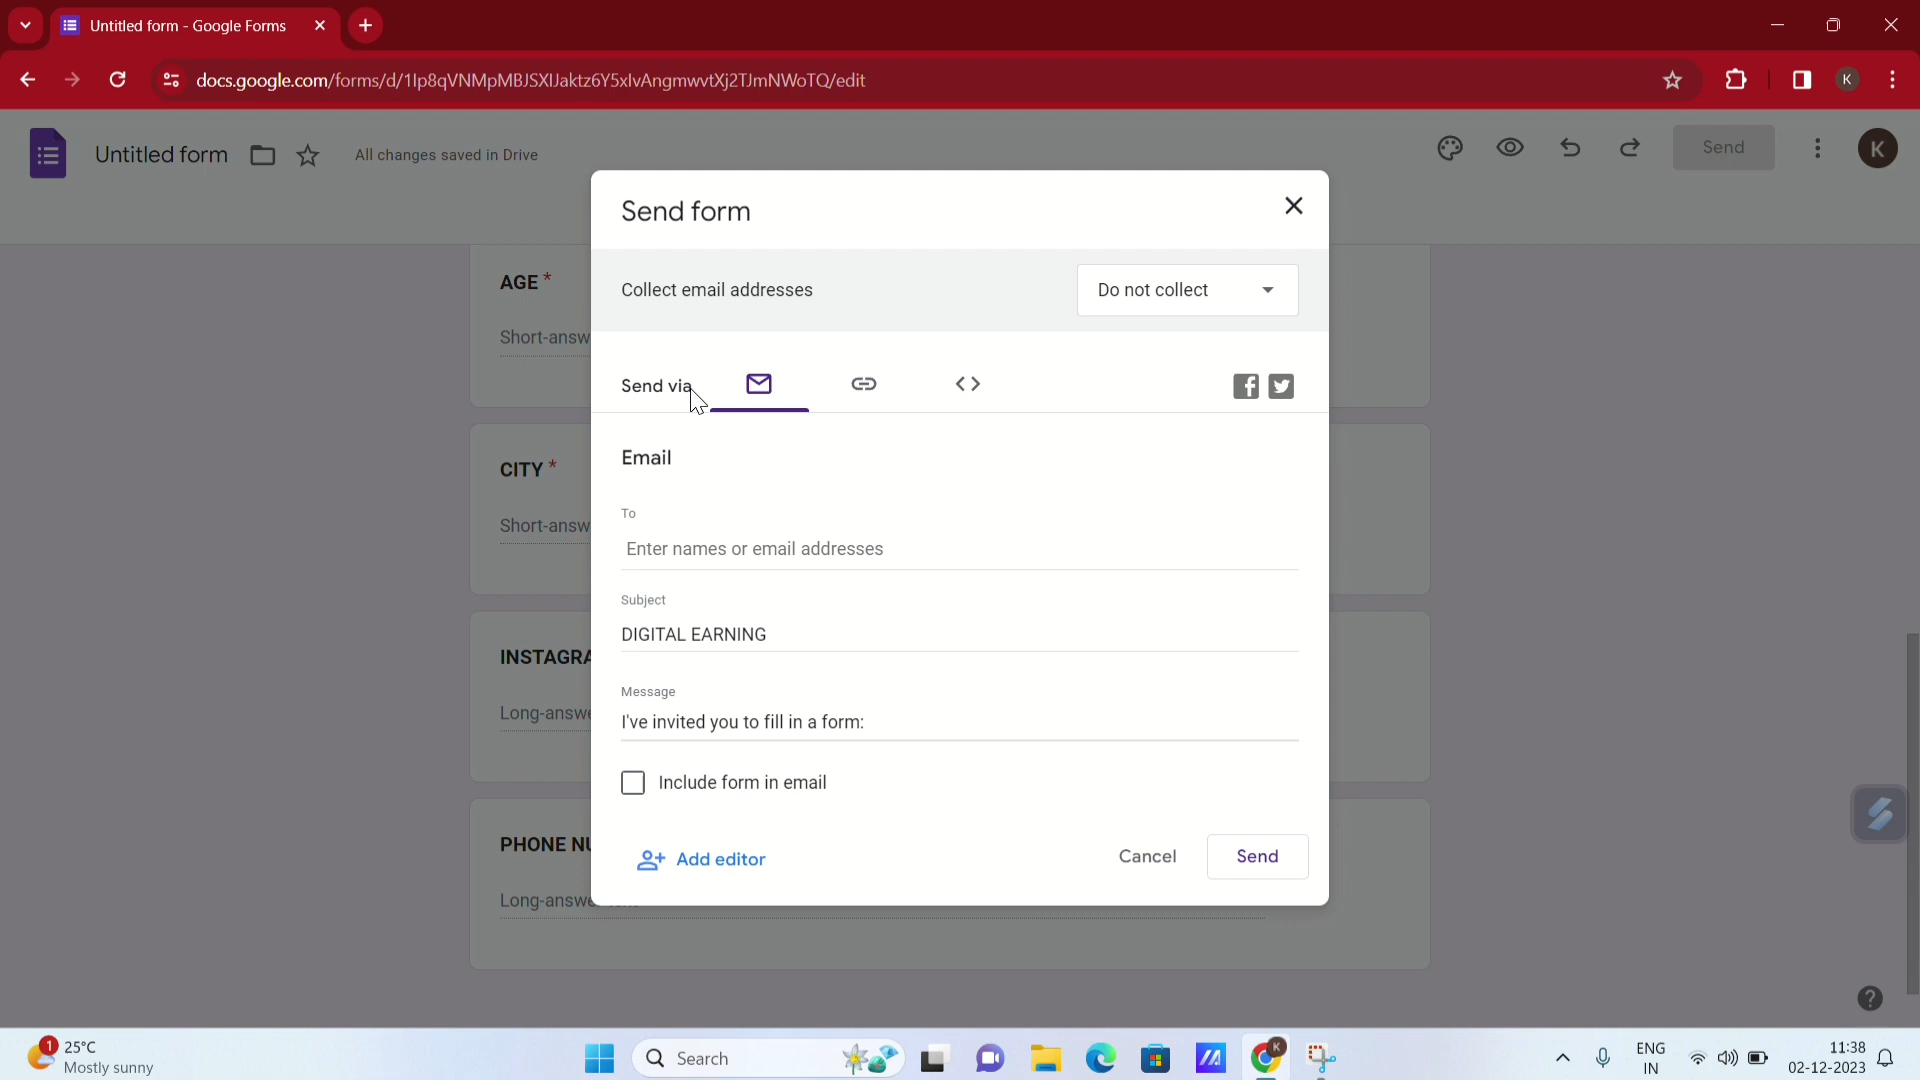 Untitled form - Google Forms
docs.google.com/forms/d/1Ip8qVNMpMBJSXIJaktz6Y5xIvAngmwvtXj2TJmNWoTQ/edit
K
Untitled form
All changes saved in Drive
Send
K
Send form
Collect email addresses
Do not collect
Send via
Email
To
Enter names or email addresses
Subject
DIGITAL EARNING
Message
I've invited you to fill in a form:
Include form in email
Add editor
Cancel
Send
AGE *
Short-answ
CITY *
Short-answ
INSTAGRA
Long-answe
PHONE NU
Long-answe
1
25°C
Mostly sunny
Search
K
ENG
IN
11:38
02-12-2023